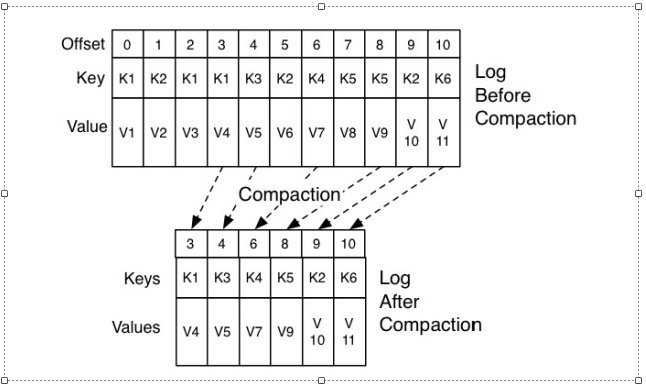 Offset 0 1 2 3 4 5 6 7 8 9 10
Key K1 K2 K1 K1 K3 K2 K4 K5 K5 K2 K6
Value V1 V2 V3 V4 V5 V6 V7 V8 V9 V 10 V 11
Log
Before
Compaction
Compaction
3 4 6 8 9 10
Keys K1 K3 K4 K5 K2 K6
Values V4 V5 V7 V9 V 10 V 11
Log
After
Compaction